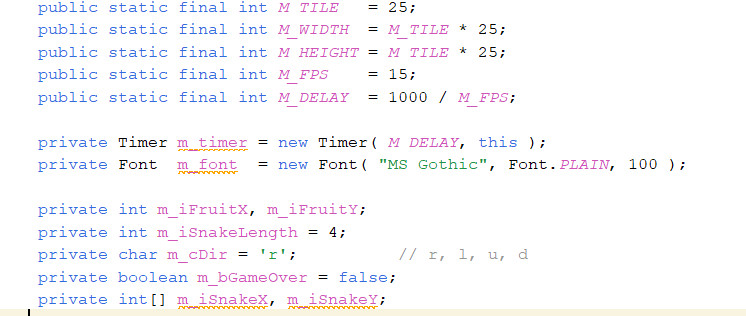 public static final int M_TILE   = 25;
public static final int M_WIDTH  = M_TILE * 25;
public static final int M_HEIGHT = M_TILE * 25;
public static final int M_FPS    = 15;
public static final int M_DELAY  = 1000 / M_FPS;
private Timer m_timer = new Timer( M_DELAY, this );
private Font  m_font  = new Font( "MS Gothic", Font.PLAIN, 100 );
private int m_iFruitX, m_iFruitY;
private int m_iSnakeLength = 4;
private char m_cDir = 'r';          // r, l, u, d
private boolean m_bGameOver = false;
private int[] m_iSnakeX, m_iSnakeY;